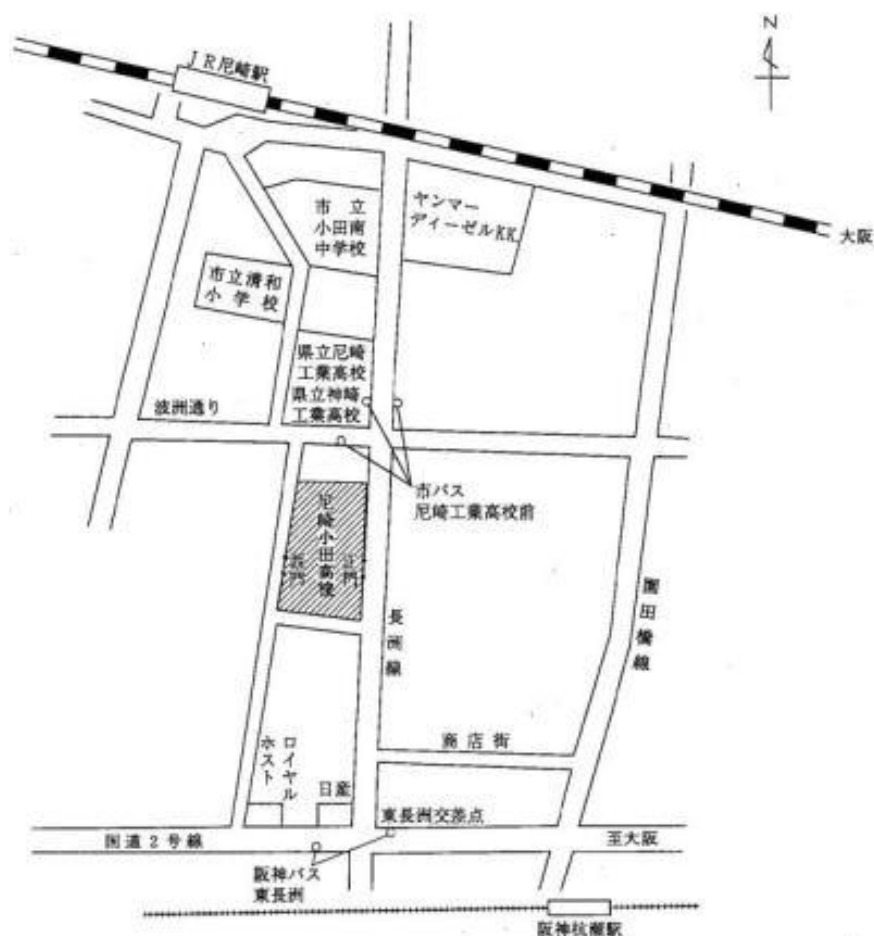 N
JR尼崎駅
大阪
市立
小田南
中学校
ヤンマー
ディーゼルKK.
市立清和
小学校
県立尼崎
工業高校
県立神崎
工業高校
波洲通り
市バス
尼崎工業高校前
尼崎小田高校
正門
長洲線
園田橋線
商店街
ロイヤル
ホスト
日産
東長洲交差点
国道2号線
至大阪
阪神バス
東長洲
阪神杭瀬駅